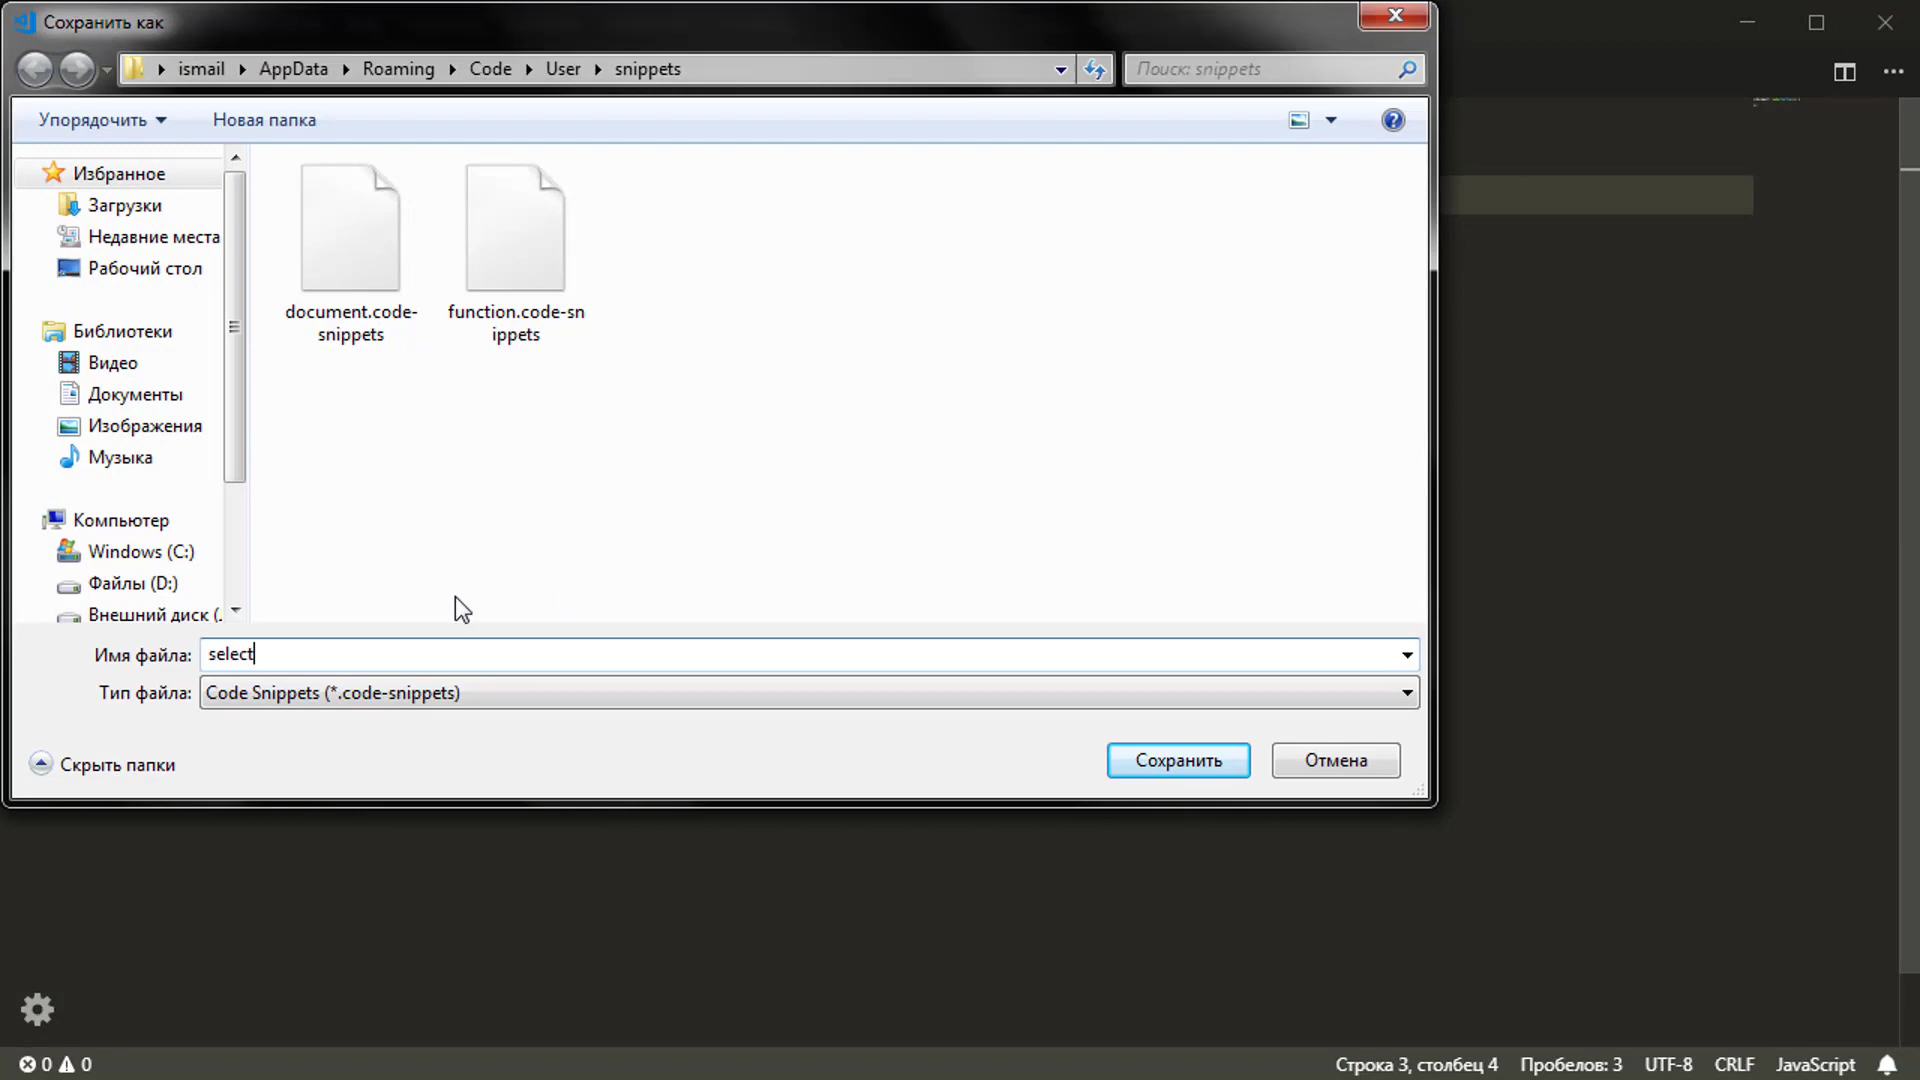 Сохранить как
ismail AppData Roaming Code User snippets
Поиск: snippets
Упорядочить
Новая папка
Избранное
Загрузки
Недавние места
Рабочий стол
Библиотеки
Видео
Документы
Изображения
Музыка
Компьютер
Windows (C:)
Файлы (D:)
Внешний диск (.
document.code-
snippets
function.code-sn
ippets
Имя файла: select
Тип файла: Code Snippets (*.code-snippets)
Скрыть папки
Сохранить
Отмена
0 0
Строка 3, столбец 4 Пробелов: 3 UTF-8 CRLF JavaScript